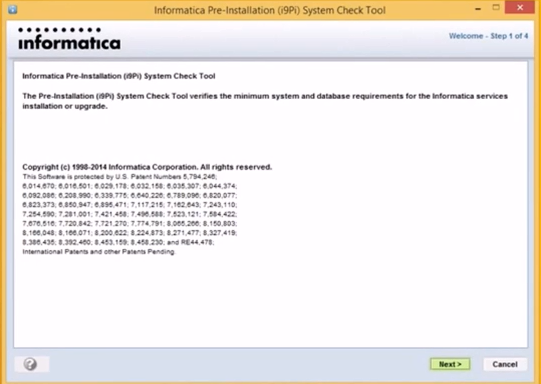 Informatica Pre-Installation (i9Pi) System Check Tool
informatica
Welcome - Step 1 of 4
Informatica Pre-Installation (i9Pi) System Check Tool
The Pre-Installation (i9Pi) System Check Tool verifies the minimum system and database requirements for the Informatica services
installation or upgrade.
Copyright (c) 1998-2014 Informatica Corporation. All rights reserved.
This Software is protected by U.S. Patent Numbers 5,794,246;
6,014,670; 6,016,501; 6,029,178; 6,032,158; 6,035,307; 6,044,374;
6,092,086; 6,208,990; 6,339,775; 6,640,226; 6,789,096; 6,820,077;
6,823,373; 6,850,947; 6,895,471; 7,117,215; 7,162,643; 7,243,110;
7,254,590; 7,281,001; 7,421,458; 7,496,588; 7,523,121; 7,584,422;
7,676,516; 7,720,842; 7,721,270; 7,774,791; 8,065,266; 8,150,803;
8,166,048; 8,166,071; 8,200,622; 8,224,873; 8,271,477; 8,327,419;
8,386,435; 8,392,460; 8,453,159; 8,458,230; and RE44,478;
International Patents and other Patents Pending.
Next >
Cancel